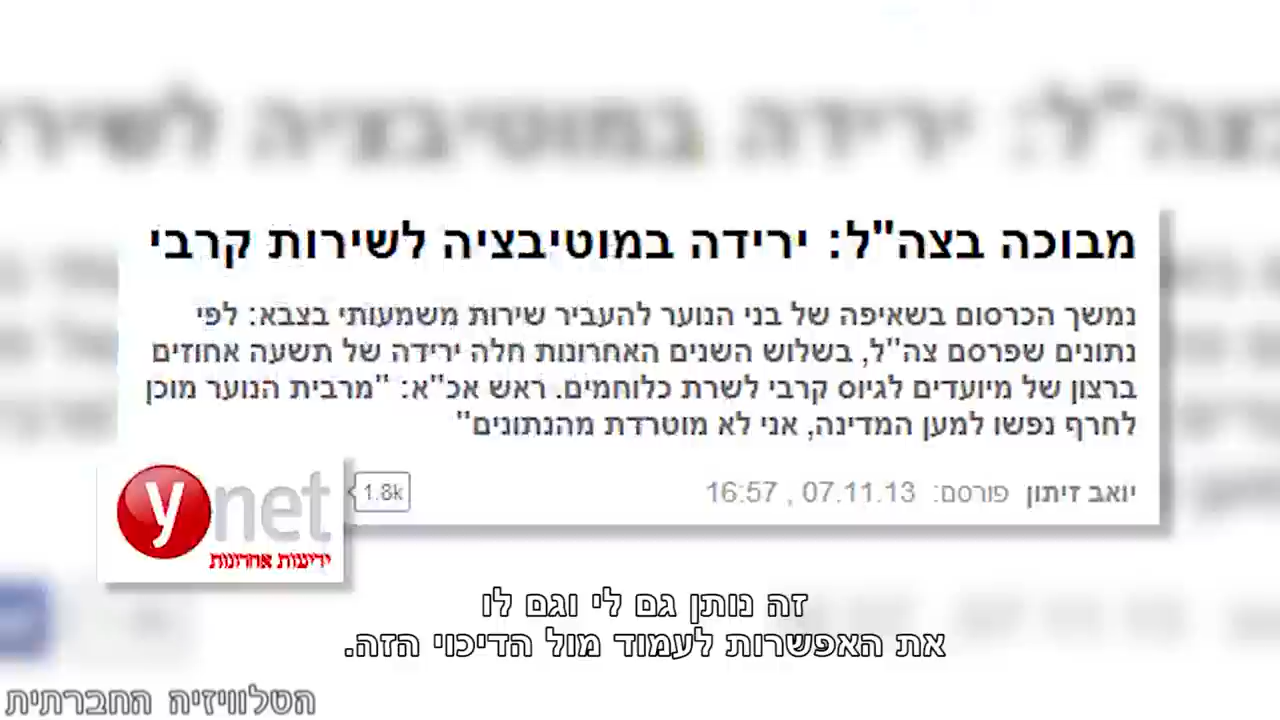 מבוכה בצה"ל: ירידה במוטיבציה לשירות קרבי
נמשך הכרסום בשאיפה של בני הנוער להעביר שירות משמעותי בצבא: לפי
נתונים שפרסם צה"ל, בשלוש השנים האחרונות חלה ירידה של תשעה אחוזים
ברצון של מיועדים לגיוס קרבי לשרת כלוחמים. ראש אכ"א: "מרבית הנוער מוכן
לחרף נפשו למען המדינה, אני לא מוטרדת מהנתונים"
יואב זיתון פורסם: 07.11.13 , 16:57
1.8k
ynet
ידיעות אחרונות
זה נותן גם לי וגם לו
את האפשרות לעמוד מול הדיכוי הזה.
הטלוויזיה החברתית